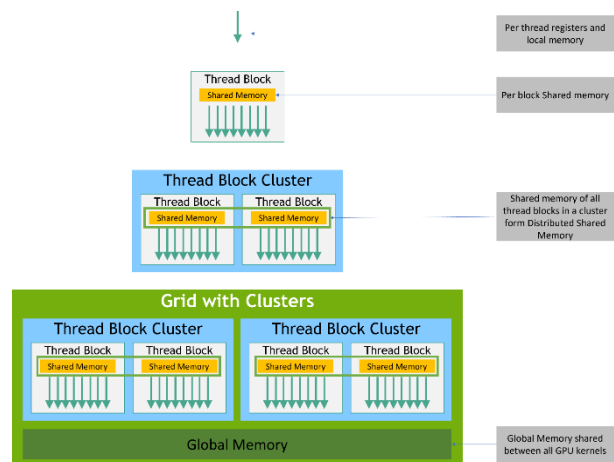 Per thread registers and
local memory
Thread Block
Shared Memory
Per block Shared memory
Thread Block Cluster
Thread Block
Thread Block
Shared Memory
Shared Memory
Shared memory of all
thread blocks in a cluster
form Distributed Shared
Memory
Grid with Clusters
Thread Block Cluster
Thread Block Cluster
Thread Block
Thread Block
Thread Block
Thread Block
Shared Memory
Shared Memory
Shared Memory
Shared Memory
Global Memory
Global Memory shared
between all GPU kernels